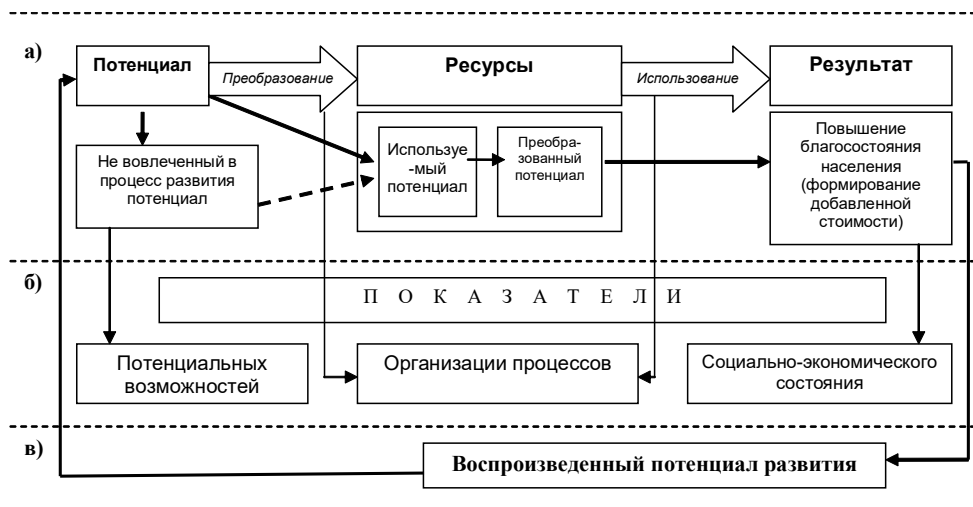 а)
Потенциал
Преобразование
Ресурсы
Использование
Результат
Не вовлеченный в
процесс развития
потенциал
Используе
-мый
потенциал
Преобра-
зованный
потенциал
Повышение
благосостояния
населения
(формирование
добавленной
стоимости)
б)
П О К А З А Т Е Л И
Потенциальных
возможностей
Организации процессов
Социально-экономического
состояния
в)
Воспроизведенный потенциал развития